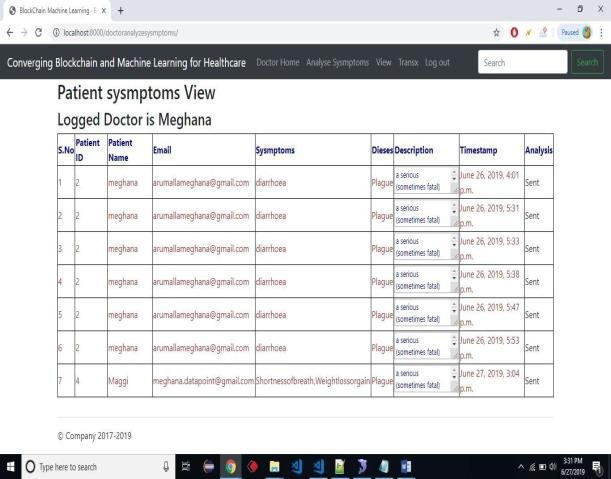 BlockChain Machine Learning - E
localhost:8000/doctoranalyzesysmptoms/
Paused
Converging Blockchain and Machine Learning for Healthcare Doctor Home Analyse Sysmptoms View Transx Log out Search Search
Patient sysmptoms View
Logged Doctor is Meghana
S.No Patient ID Patient Name Email Sysmptoms Dieses Description Timestamp Analysis
1 2 meghana arumallameghana@gmail.com diarrhoea Plague a serious (sometimes fatal) June 26, 2019, 4:01 p.m. Sent
2 2 meghana arumallameghana@gmail.com diarrhoea Plague a serious (sometimes fatal) June 26, 2019, 5:31 p.m. Sent
3 2 meghana arumallameghana@gmail.com diarrhoea Plague a serious (sometimes fatal) June 26, 2019, 5:33 p.m. Sent
4 2 meghana arumallameghana@gmail.com diarrhoea Plague a serious (sometimes fatal) June 26, 2019, 5:38 p.m. Sent
5 2 meghana arumallameghana@gmail.com diarrhoea Plague a serious (sometimes fatal) June 26, 2019, 5:47 p.m. Sent
6 2 meghana arumallameghana@gmail.com diarrhoea Plague a serious (sometimes fatal) June 26, 2019, 5:53 p.m. Sent
7 4 Maggi meghana.datapoint@gmail.com Shortnessofbreath,Weightlossorgain Plague a serious (sometimes fatal) June 27, 2019, 3:04 p.m. Sent
© Company 2017-2019
Type here to search
3:31 PM
6/27/2019